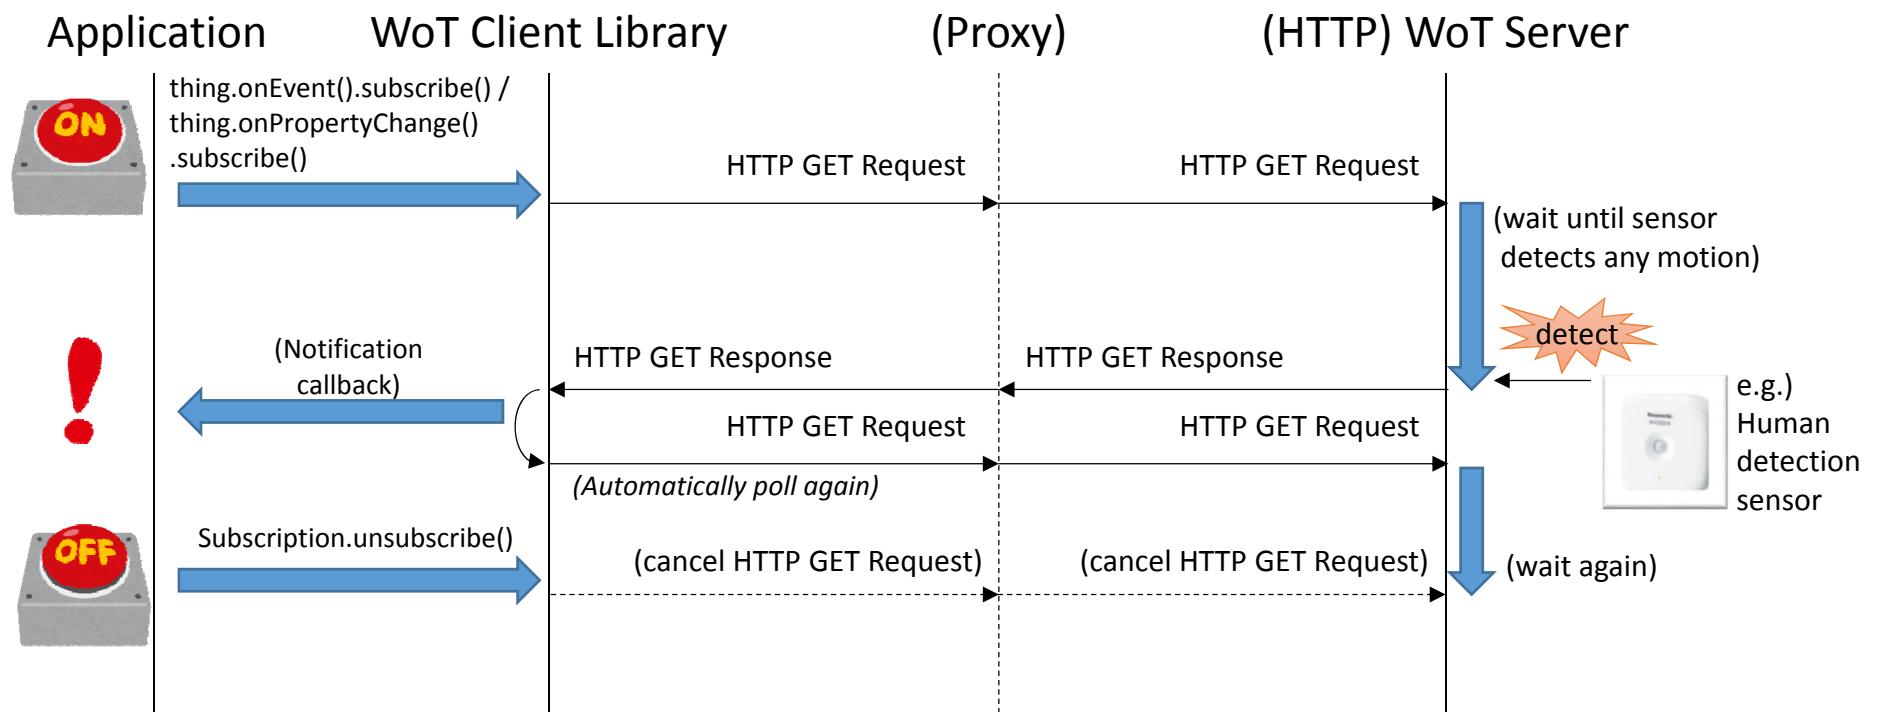 Application
WoT Client Library
(Proxy)
(HTTP) WoT Server
thing.onEvent().subscribe() /
thing.onPropertyChange()
.subscribe()
ON
HTTP GET Request
HTTP GET Request
(wait until sensor
detects any motion)
detect
(Notification
callback)
HTTP GET Response
HTTP GET Response
e.g.)
Human
detection
sensor
HTTP GET Request
HTTP GET Request
(Automatically poll again)
OFF
Subscription.unsubscribe()
(cancel HTTP GET Request)
(cancel HTTP GET Request)
(wait again)